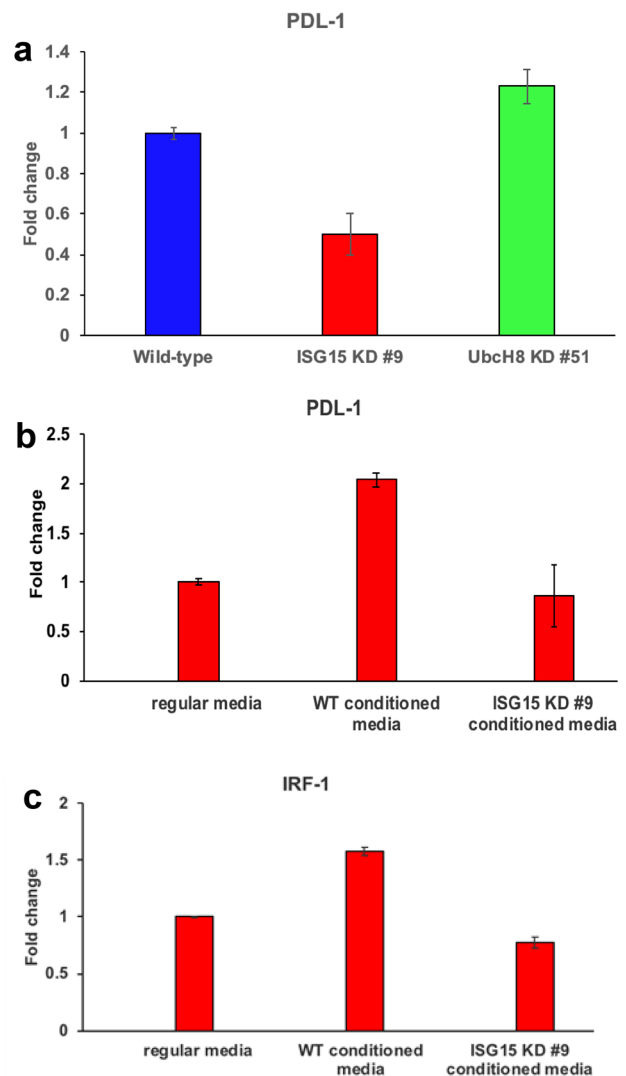 PDL-1
a
1.4
1.2
1
0.8
0.6
0.4
0.2
0
Fold change
Wild-type ISG15 KD #9 UbcH8 KD #51
PDL-1
b
2.5
2
1.5
1
0.5
0
Fold change
regular media WT conditioned ISG15 KD #9
media conditioned media
IRF-1
c
2
1.5
1
0.5
0
Fold change
regular media WT conditioned ISG15 KD #9
media conditioned media